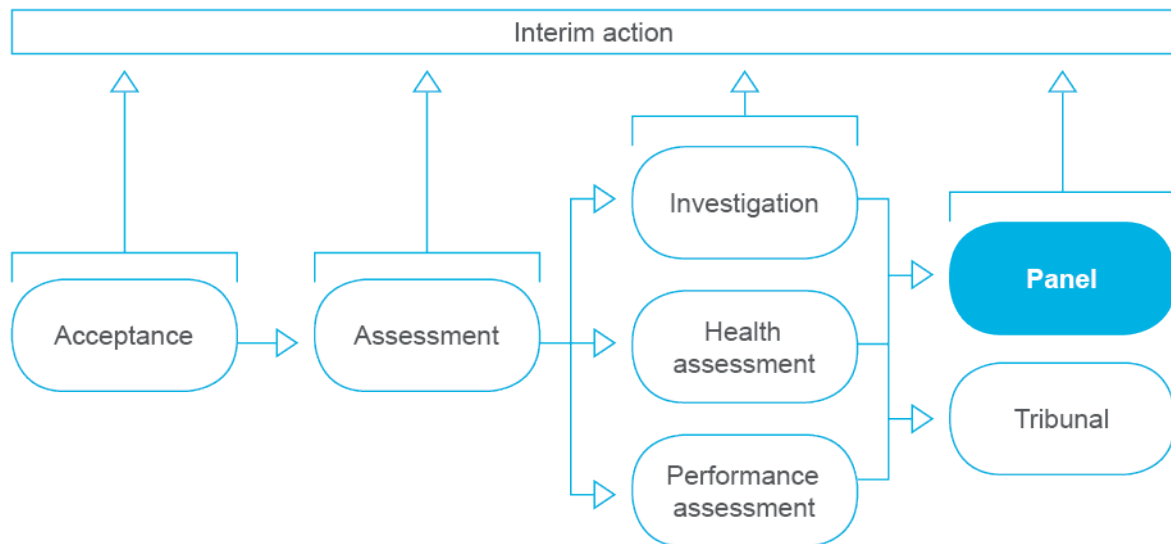 Interim action
Acceptance
Assessment
Investigation
Health
assessment
Performance
assessment
Panel
Tribunal